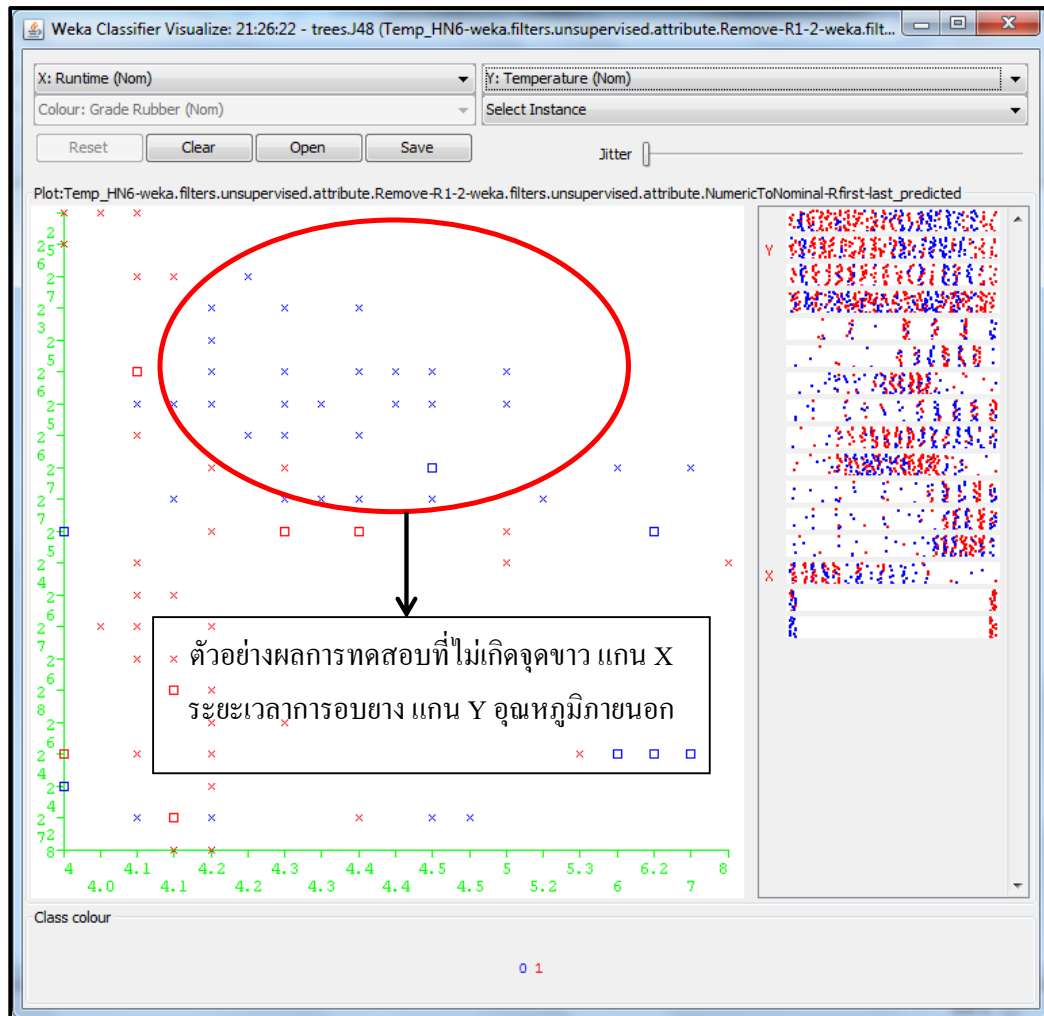 Weka Classifier Visualize: 21:26:22 - trees.J48 (Temp_HN6-weka.filters.unsupervised.attribute.Remove-R1-2-weka.filt...
X: Runtime (Nom)
Y: Temperature (Nom)
Colour: Grade Rubber (Nom)
Select Instance
Reset
Clear
Open
Save
Jitter
Plot:Temp_HN6-weka.filters.unsupervised.attribute.Remove-R1-2-weka.filters.unsupervised.attribute.NumericToNominal-Rfirst-last_predicted
Y
X
ตัวอย่างผลการทดสอบที่ไม่เกิดจุดขาว แกน X
ระยะเวลาการอบยาง แกน Y อุณหภูมิภายนอก
4 4.1 4.2 4.3 4.4 4.5 5 5.3 6.2 8
4.0 4.1 4.2 4.3 4.4 4.5 5.2 6 7
Class colour
0 1